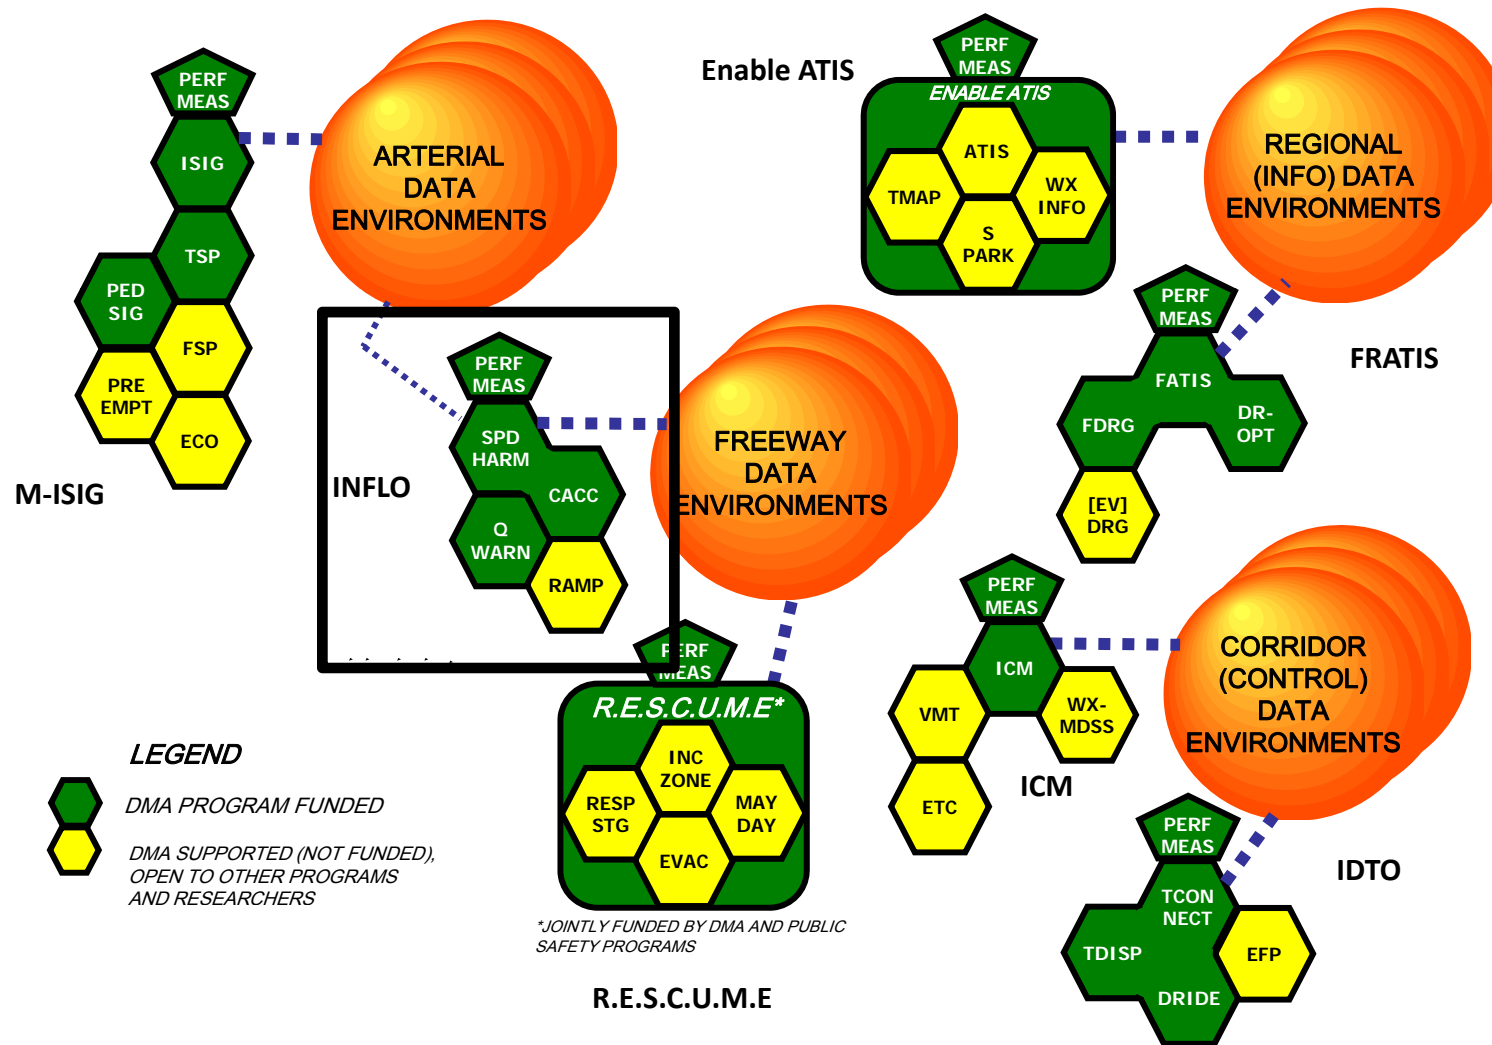 PERF
MEAS
ISIG
TSP
PED
SIG
FSP
PRE
EMPT
ECO
M-ISIG
ARTERIAL
DATA
ENVIRONMENTS
Enable ATIS
PERF
MEAS
ENABLE ATIS
ATIS
TMAP
WX
INFO
S
PARK
REGIONAL
(INFO) DATA
ENVIRONMENTS
PERF
MEAS
FATIS
FDRG
DR-
OPT
[EV]
DRG
FRATIS
INFLO
PERF
MEAS
SPD
HARM
CACC
Q
WARN
RAMP
FREEWAY
DATA
ENVIRONMENTS
PERF
MEAS
R.E.S.C.U.M.E*
INC
ZONE
RESP
STG
MAY
DAY
EVAC
*JOINTLY FUNDED BY DMA AND PUBLIC
SAFETY PROGRAMS
R.E.S.C.U.M.E
PERF
MEAS
ICM
VMT
WX-
MDSS
ETC
ICM
CORRIDOR
(CONTROL)
DATA
ENVIRONMENTS
PERF
MEAS
TCON
NECT
TDISP
EFP
DRIDE
IDTO
LEGEND
DMA PROGRAM FUNDED
DMA SUPPORTED (NOT FUNDED),
OPEN TO OTHER PROGRAMS
AND RESEARCHERS